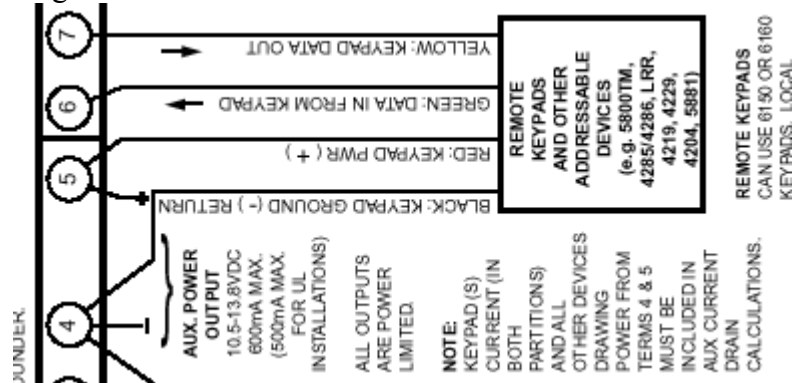 7
YELLOW: KEYPAD DATA OUT
6
GREEN: DATA IN FROM KEYPAD
5
RED: KEYPAD PWR ( + )
BLACK: KEYPAD GROUND ( - ) RETURN
4
REMOTE
KEYPADS
AND OTHER
ADDRESSABLE
DEVICES
(e.g. 5800TM,
4285/4286, LRR,
4219, 4229,
4204, 5881)
REMOTE KEYPADS
CAN USE 6150 OR 6160
KEYPADS. LOCAL
AUX. POWER
OUTPUT
10.5-13.8VDC
600mA MAX.
(500mA MAX.
FOR UL
INSTALLATIONS)
ALL OUTPUTS
ARE POWER
LIMITED.
NOTE:
KEYPAD (S)
CURRENT (IN
BOTH
PARTITIONS)
AND ALL
OTHER DEVICES
DRAWING
POWER FROM
TERMS 4 & 5
MUST BE
INCLUDED IN
AUX CURRENT
DRAIN
CALCULATIONS.